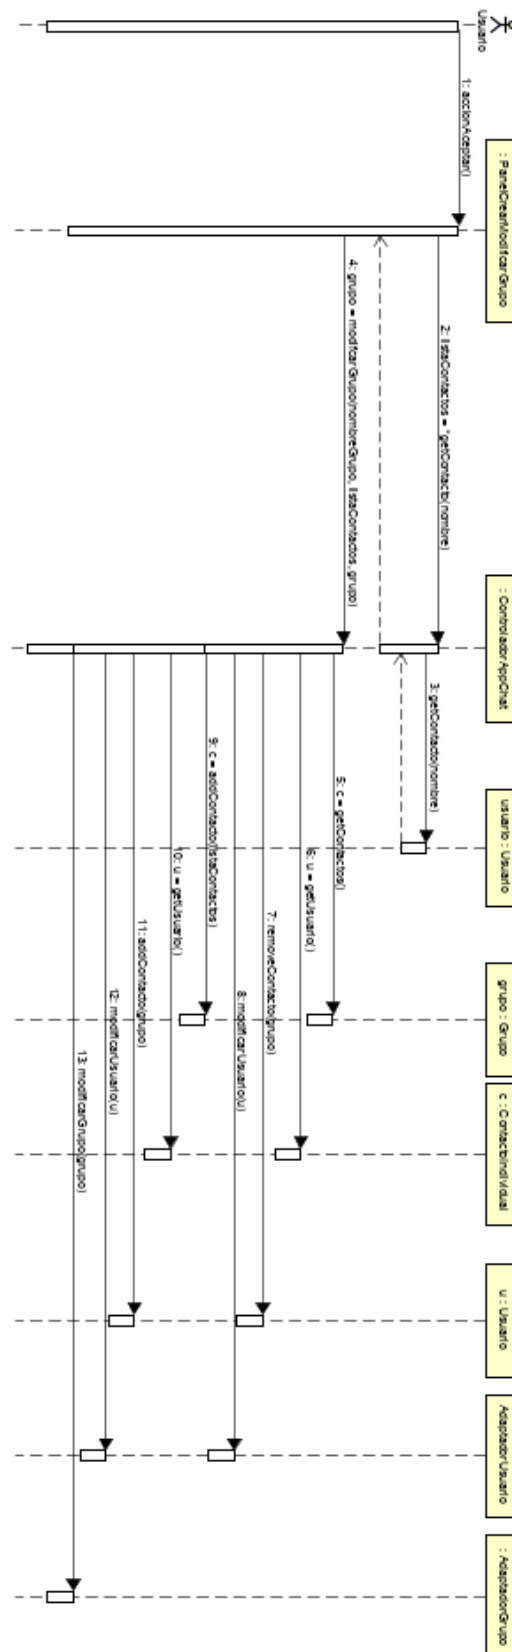 Usuario
: PanelCrearModificarGrupo
: ControladorAppChat
usuario : Usuario
grupo : Grupo
c : ContactoIndividual
u : Usuario
AdaptadorUsuario
: AdaptadorGrupo
1: accionAceptar()
2: listaContactos = *getContacto(nombre)
3: getContacto(nombre)
4: grupo = modificarGrupo(nombreGrupo, listaContactos, grupo)
5: c = getContactos()
6: u = getUsuario()
7: removeContacto(grupo)
8: modificarUsuario(u)
9: c = addContacto(listaContactos)
10: u = getUsuario()
11: addContacto(grupo)
12: modificarUsuario(u)
13: modificarGrupo(grupo)